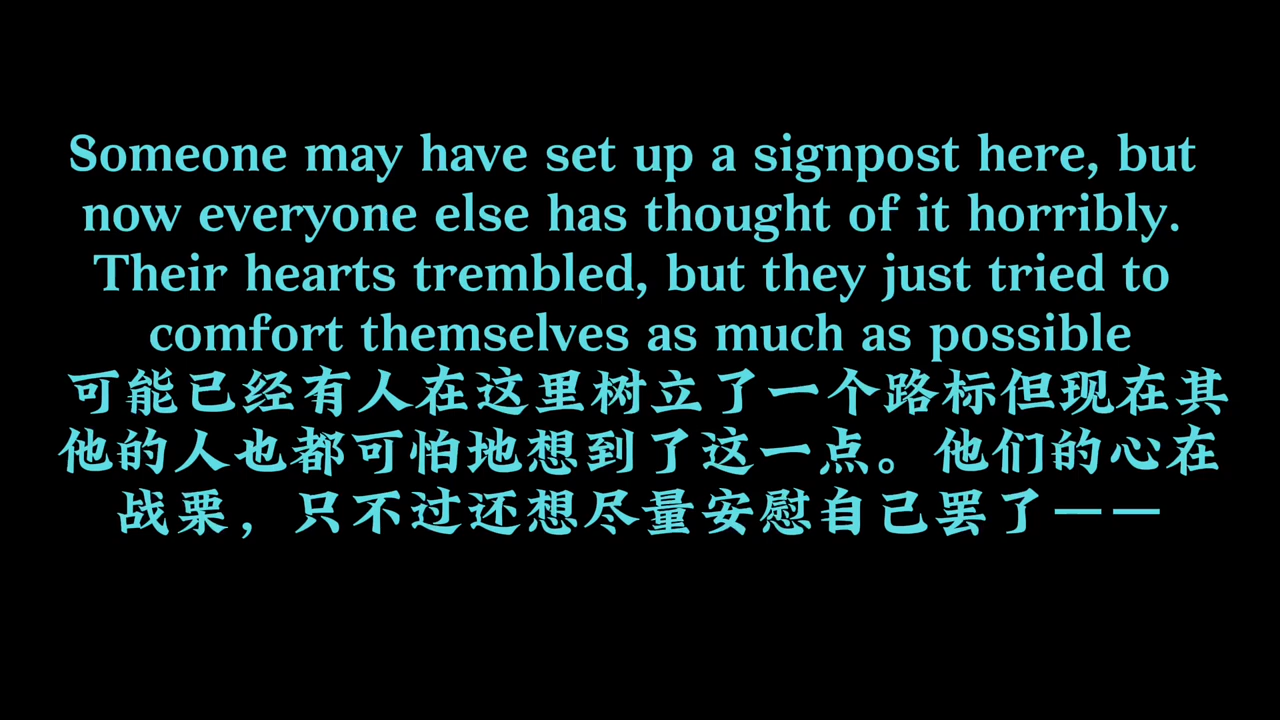 Someone may have set up a signpost here, but
now everyone else has thought of it horribly.
Their hearts trembled, but they just tried to
comfort themselves as much as possible
可能已经有人在这里树立了一个路标但现在其
他的人也都可怕地想到了这一点。他们的心在
战栗，只不过还想尽量安慰自己罢了——